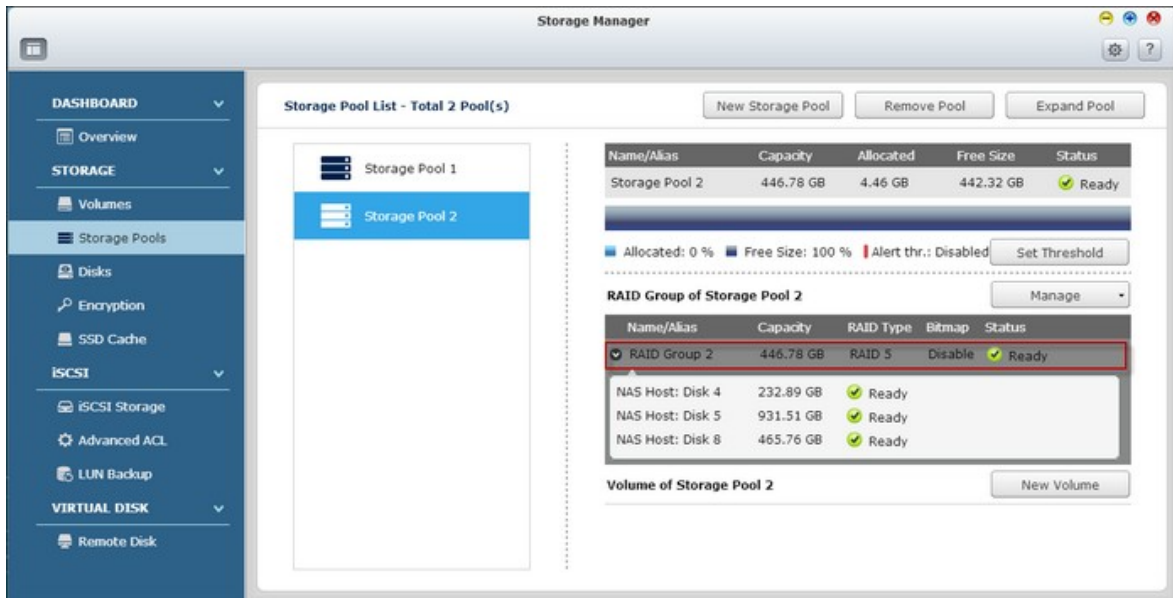 Storage Manager
?
DASHBOARD
Overview
STORAGE
Volumes
Storage Pools
Disks
Encryption
SSD Cache
iSCSI
iSCSI Storage
Advanced ACL
LUN Backup
VIRTUAL DISK
Remote Disk
Storage Pool List - Total 2 Pool(s)
New Storage Pool Remove Pool Expand Pool
Storage Pool 1
Storage Pool 2
Name/Alias Capacity Allocated Free Size Status
Storage Pool 2 446.78 GB 4.46 GB 442.32 GB Ready
Allocated: 0 % Free Size: 100 % Alert thr.: Disabled Set Threshold
RAID Group of Storage Pool 2 Manage
Name/Alias Capacity RAID Type Bitmap Status
RAID Group 2 446.78 GB RAID 5 Disable Ready
NAS Host: Disk 4 232.89 GB Ready
NAS Host: Disk 5 931.51 GB Ready
NAS Host: Disk 8 465.76 GB Ready
Volume of Storage Pool 2 New Volume